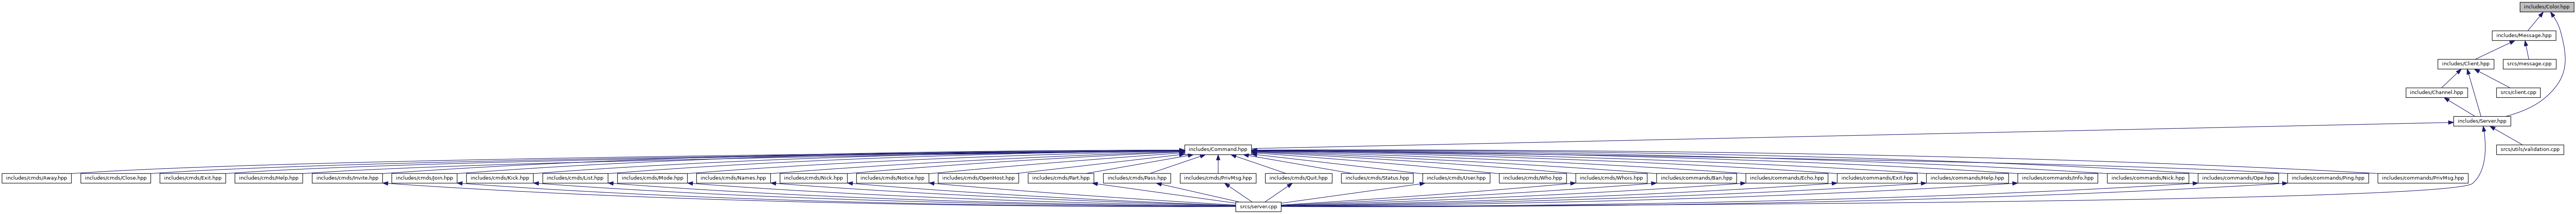 includes/Color.hpp
includes/Message.hpp
includes/Client.hpp
srcs/message.cpp
includes/Channel.hpp
srcs/client.cpp
includes/Server.hpp
includes/Command.hpp
srcs/utils/validation.cpp
includes/cmds/Away.hpp
includes/cmds/Close.hpp
includes/cmds/Exit.hpp
includes/cmds/Help.hpp
includes/cmds/Invite.hpp
includes/cmds/Join.hpp
includes/cmds/Kick.hpp
includes/cmds/List.hpp
includes/cmds/Mode.hpp
includes/cmds/Names.hpp
includes/cmds/Nick.hpp
includes/cmds/Notice.hpp
includes/cmds/OpenHost.hpp
includes/cmds/Part.hpp
includes/cmds/Pass.hpp
includes/cmds/PrivMsg.hpp
includes/cmds/Quit.hpp
includes/cmds/Status.hpp
includes/cmds/User.hpp
includes/cmds/Who.hpp
includes/cmds/Whois.hpp
includes/commands/Ban.hpp
includes/commands/Echo.hpp
includes/commands/Exit.hpp
includes/commands/Help.hpp
includes/commands/Info.hpp
includes/commands/Nick.hpp
includes/commands/Ope.hpp
includes/commands/Ping.hpp
includes/commands/PrivMsg.hpp
srcs/server.cpp